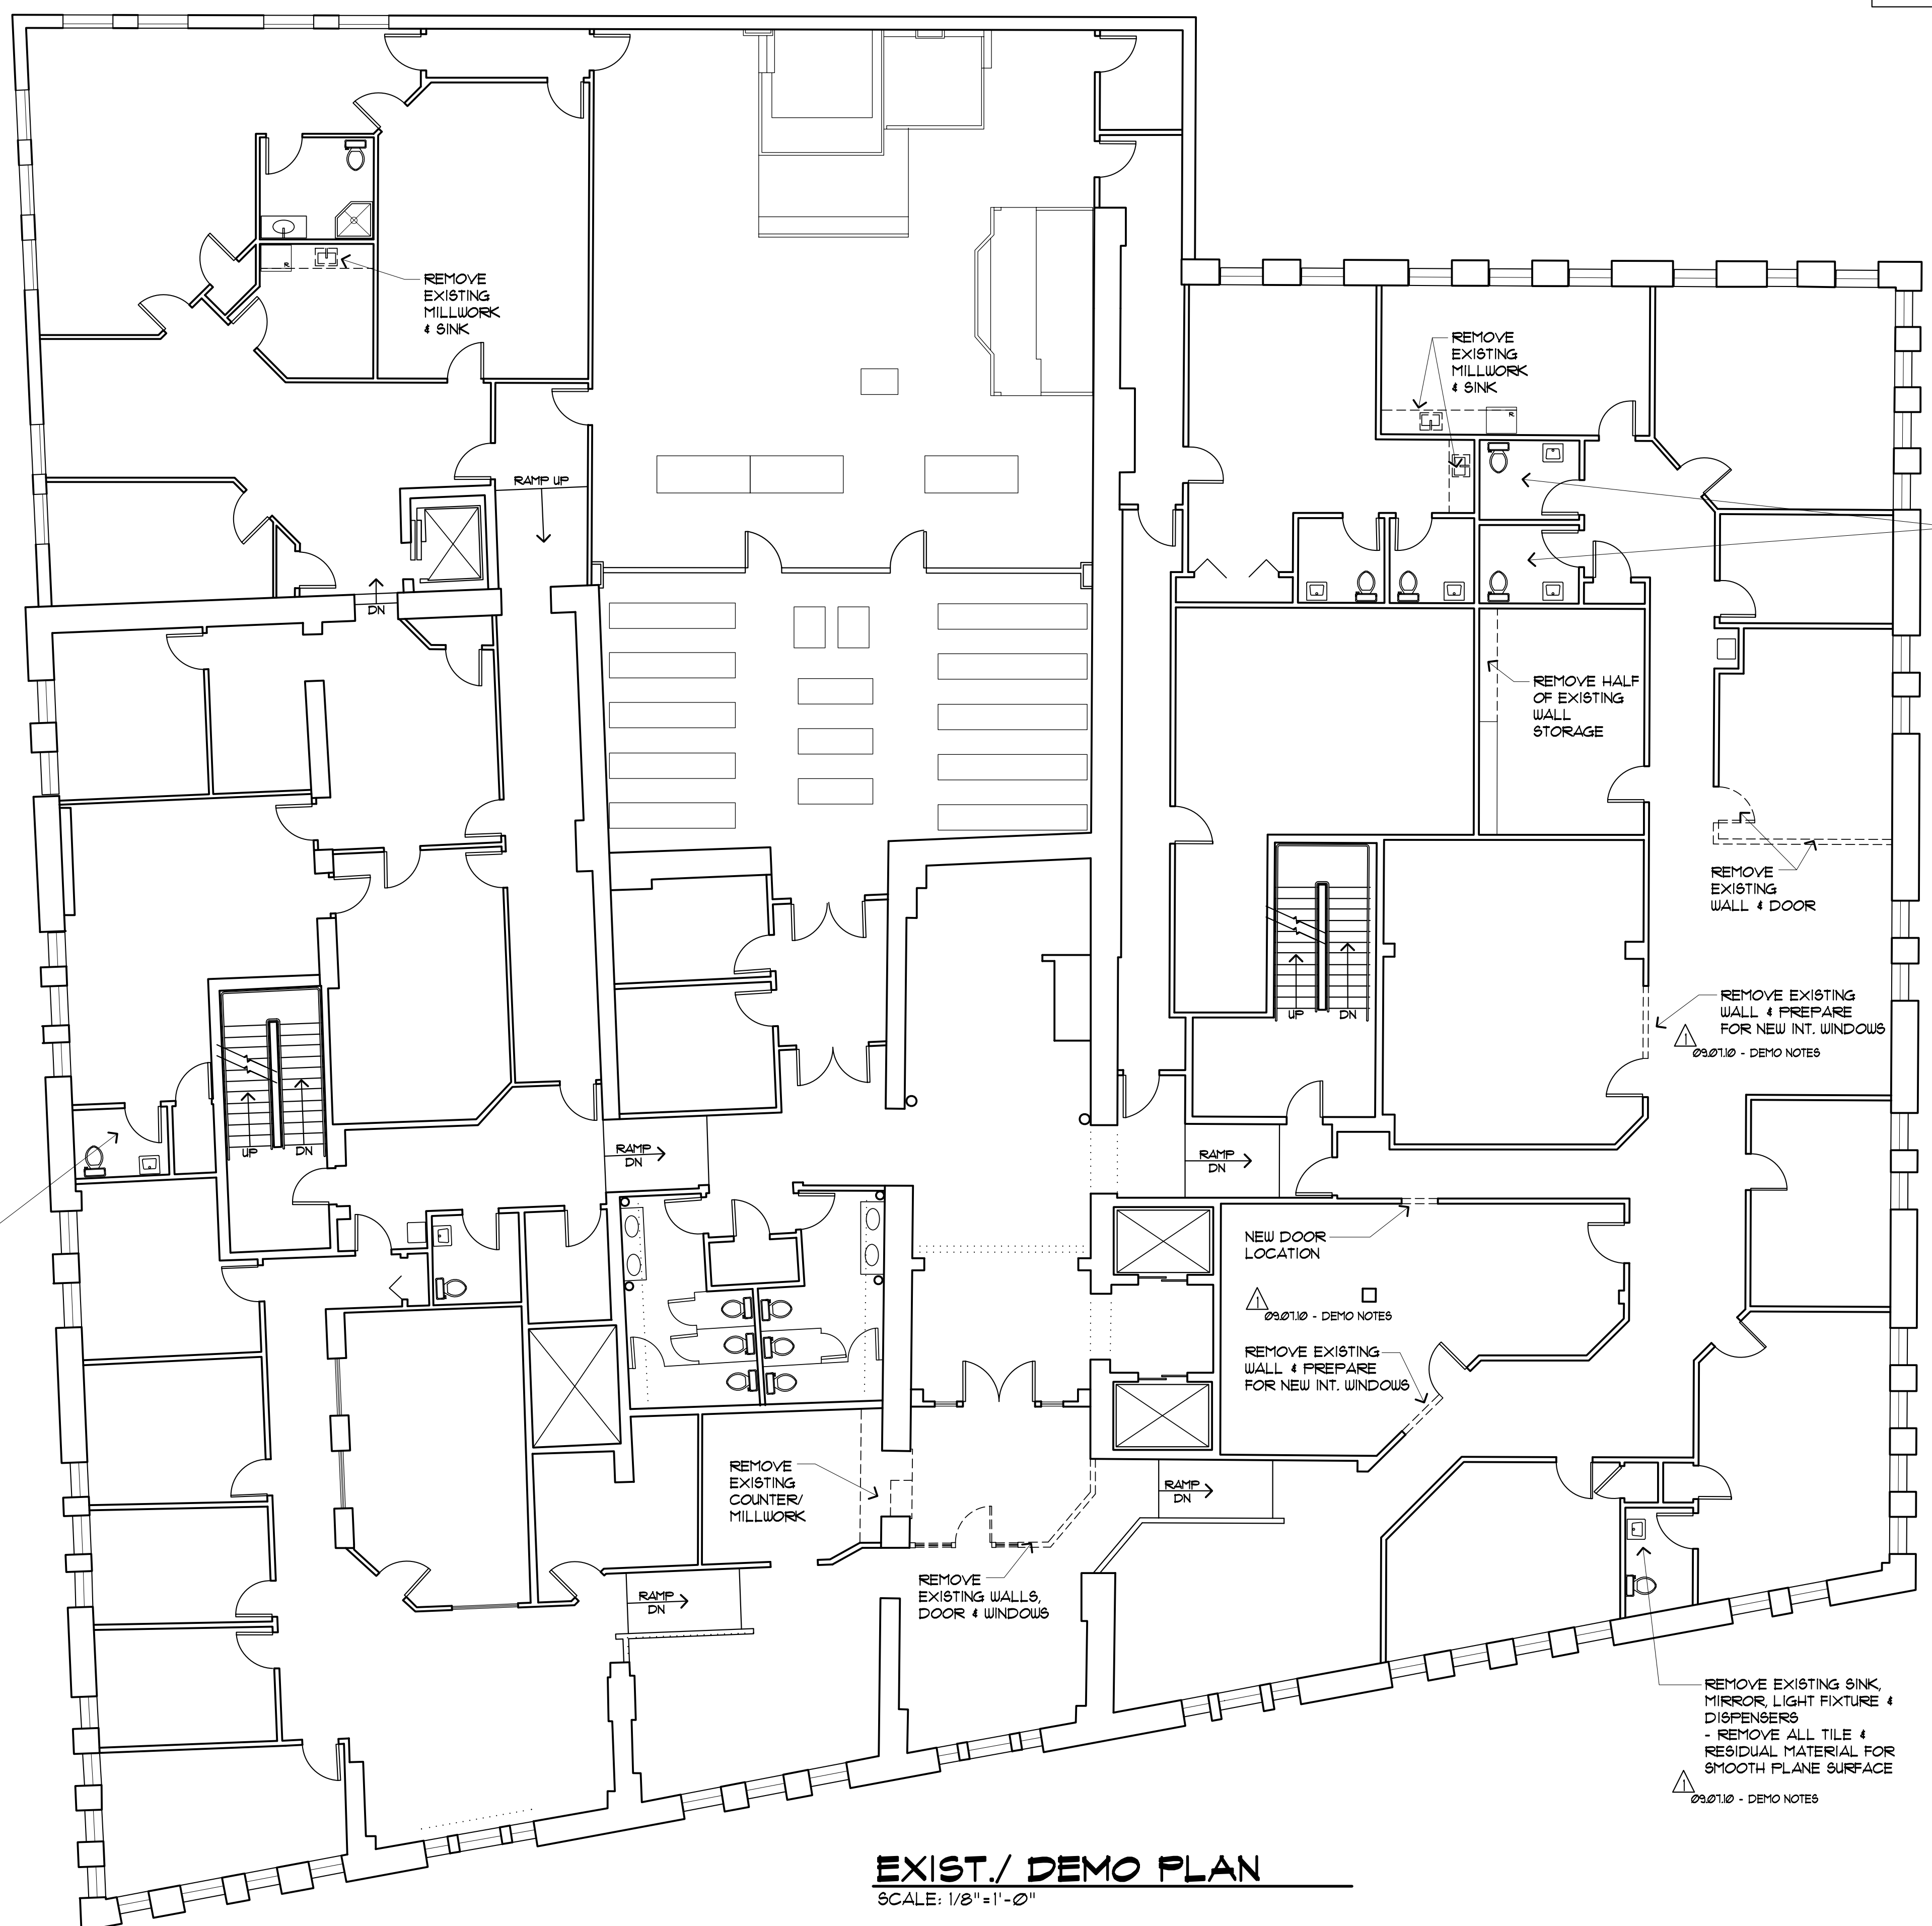 REMOVE
EXISTING
MILLWORK
& SINK
R
REMOVE
EXISTING
MILLWORK
& SINK
R
RAMP UP
DN
REMOVE HALF
OF EXISTING
WALL
STORAGE
REMOVE
EXISTING
WALL & DOOR
REMOVE EXISTING
WALL & PREPARE
FOR NEW INT. WINDOWS
1
09.07.10 - DEMO NOTES
UP
DN
UP
DN
RAMP
DN
RAMP
DN
NEW DOOR
LOCATION
1
09.07.10 - DEMO NOTES
REMOVE EXISTING
WALL & PREPARE
FOR NEW INT. WINDOWS
REMOVE
EXISTING
COUNTER/
MILLWORK
RAMP
DN
REMOVE
EXISTING WALLS,
DOOR & WINDOWS
RAMP
DN
REMOVE EXISTING SINK,
MIRROR, LIGHT FIXTURE &
DISPENSERS
- REMOVE ALL TILE &
RESIDUAL MATERIAL FOR
SMOOTH PLANE SURFACE
1
09.07.10 - DEMO NOTES
EXIST./ DEMO PLAN
SCALE: 1/8"=1'-0"